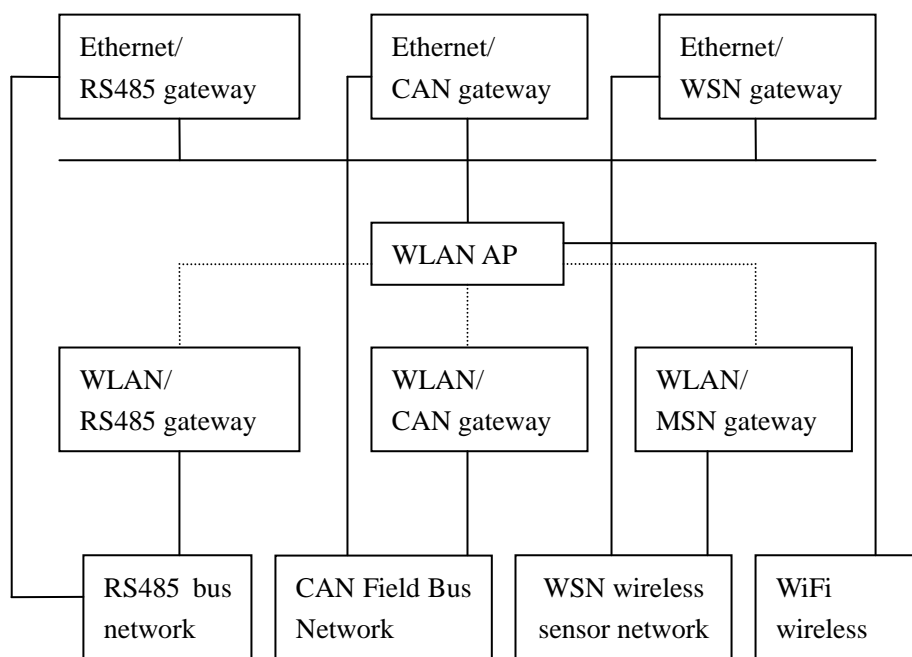 Ethernet/
RS485 gateway
Ethernet/
CAN gateway
Ethernet/
WSN gateway
WLAN AP
WLAN/
RS485 gateway
WLAN/
CAN gateway
WLAN/
MSN gateway
RS485 bus
network
CAN Field Bus
Network
WSN wireless
sensor network
WiFi
wireless